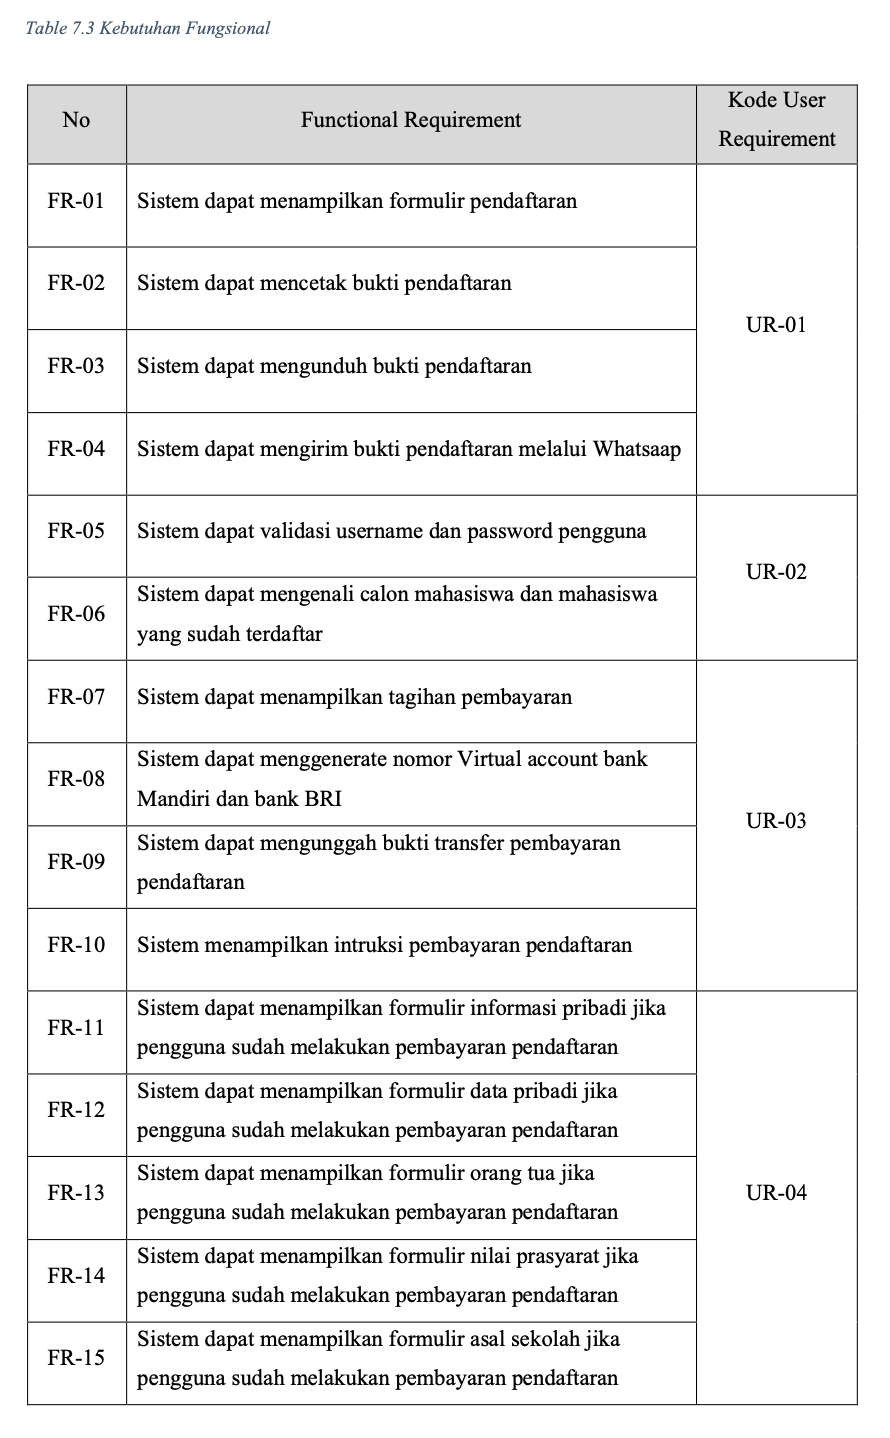 Table 7.3 Kebutuhan Fungsional
No
Functional Requirement
Kode User
Requirement
FR-01
Sistem dapat menampilkan formulir pendaftaran
UR-01
FR-02
Sistem dapat mencetak bukti pendaftaran
FR-03
Sistem dapat mengunduh bukti pendaftaran
FR-04
Sistem dapat mengirim bukti pendaftaran melalui Whatsaap
FR-05
Sistem dapat validasi username dan password pengguna
UR-02
FR-06
Sistem dapat mengenali calon mahasiswa dan mahasiswa
yang sudah terdaftar
FR-07
Sistem dapat menampilkan tagihan pembayaran
UR-03
FR-08
Sistem dapat menggenerate nomor Virtual account bank
Mandiri dan bank BRI
FR-09
Sistem dapat mengunggah bukti transfer pembayaran
pendaftaran
FR-10
Sistem menampilkan intruksi pembayaran pendaftaran
FR-11
Sistem dapat menampilkan formulir informasi pribadi jika
pengguna sudah melakukan pembayaran pendaftaran
UR-04
FR-12
Sistem dapat menampilkan formulir data pribadi jika
pengguna sudah melakukan pembayaran pendaftaran
FR-13
Sistem dapat menampilkan formulir orang tua jika
pengguna sudah melakukan pembayaran pendaftaran
FR-14
Sistem dapat menampilkan formulir nilai prasyarat jika
pengguna sudah melakukan pembayaran pendaftaran
FR-15
Sistem dapat menampilkan formulir asal sekolah jika
pengguna sudah melakukan pembayaran pendaftaran